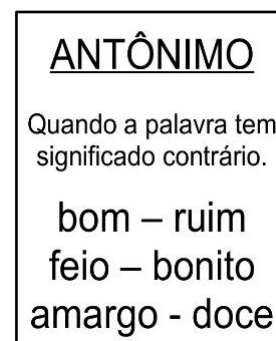 ANTÔNIMO
Quando a palavra tem
significado contrário.
bom – ruim
feio – bonito
amargo - doce